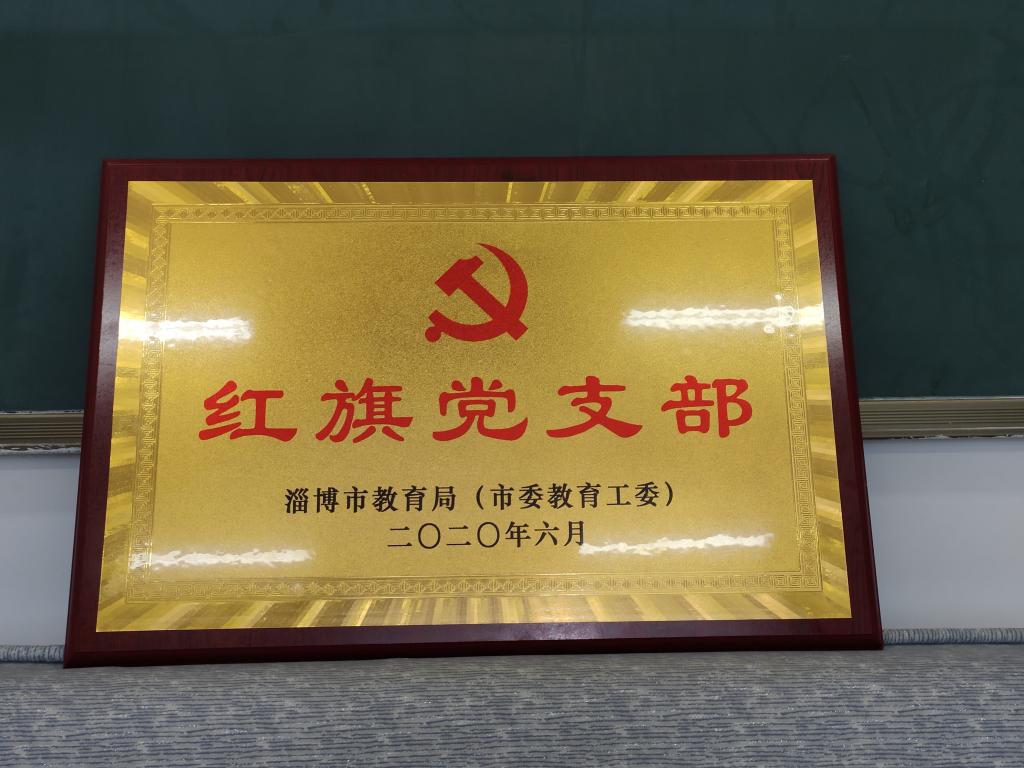 红旗党支部
淄博市教育局（市委教育工委）
二〇二〇年六月